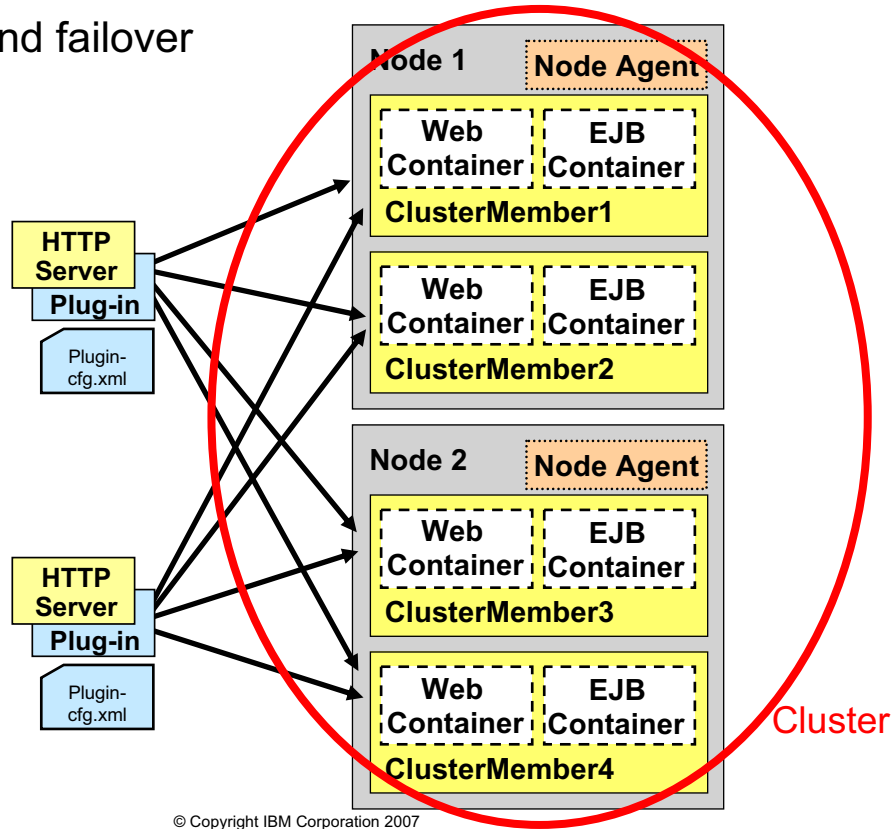 nd failover
Node 1
Node Agent
Web
Container
EJB
Container
ClusterMember1
Web
Container
EJB
Container
ClusterMember2
HTTP
Server
Plug-in
Plugin-
cfg.xml
Node 2
Node Agent
Web
Container
EJB
Container
ClusterMember3
Web
Container
EJB
Container
ClusterMember4
HTTP
Server
Plug-in
Plugin-
cfg.xml
Cluster
© Copyright IBM Corporation 2007